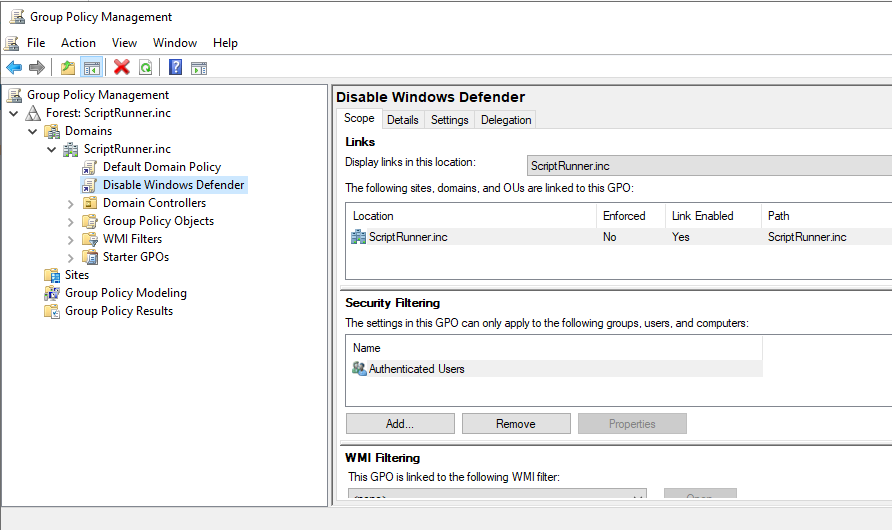 Group Policy Management
File Action View Window Help
Group Policy Management
Forest: ScriptRunner.inc
Domains
ScriptRunner.inc
Default Domain Policy
Disable Windows Defender
Domain Controllers
Group Policy Objects
WMI Filters
Starter GPOs
Sites
Group Policy Modeling
Group Policy Results
Disable Windows Defender
Scope Details Settings Delegation
Links
Display links in this location: ScriptRunner.inc
The following sites, domains, and OUs are linked to this GPO:
Location Enforced Link Enabled Path
ScriptRunner.inc No Yes ScriptRunner.inc
Security Filtering
The settings in this GPO can only apply to the following groups, users, and computers:
Name
Authenticated Users
Add... Remove Properties
WMI Filtering
This GPO is linked to the following WMI filter:
<none> Open